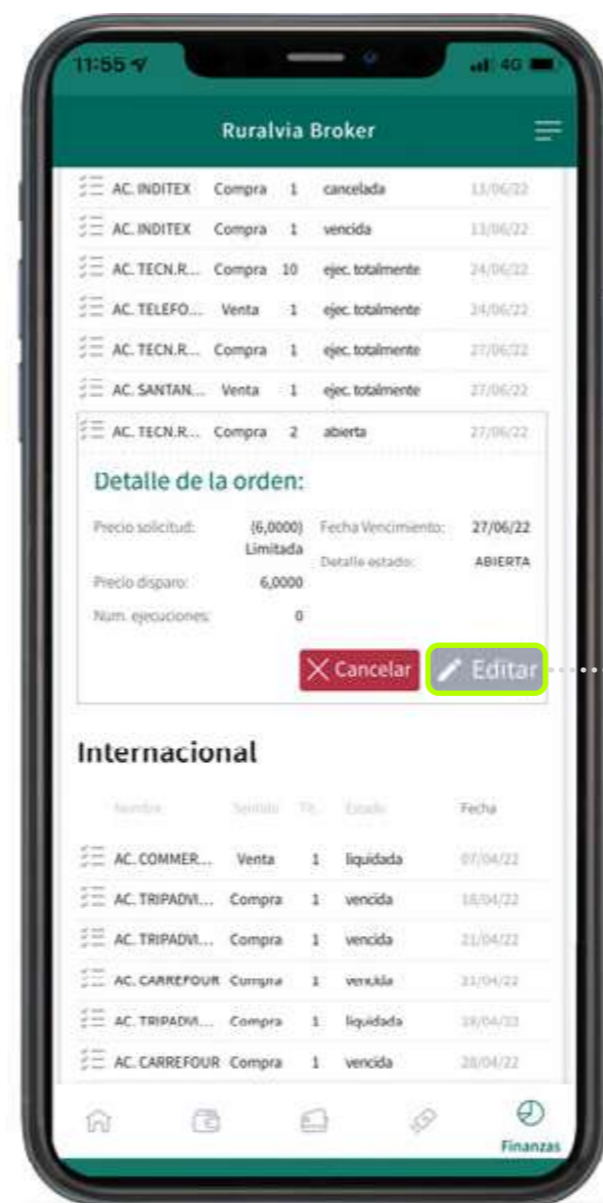 11:55 4G
Ruralvia Broker
AC. INDITEX Compra 1 cancelada 13/06/22
AC. INDITEX Compra 1 vencida 13/06/22
AC. TECN.R... Compra 10 ejec. totalmente 24/06/22
AC. TELEFO... Venta 1 ejec. totalmente 24/06/22
AC. TECN.R... Compra 1 ejec. totalmente 27/06/22
AC. SANTAN... Venta 1 ejec. totalmente 27/06/22
AC. TECN.R... Compra 2 abierta 27/06/22
Detalle de la orden:
Precio solicitud: (6,0000) Limitada
Fecha Vencimiento: 27/06/22
Detalle estado: ABIERTA
Precio disparo: 6,0000
Num. ejecuciones: 0
Cancelar Editar
Internacional
Nombre Sentido Tít. Estado Fecha
AC. COMMER... Venta 1 liquidada 07/04/22
AC. TRIPADVI... Compra 1 vencida 18/04/22
AC. TRIPADVI... Compra 1 vencida 21/04/22
AC. CARREFOUR Compra 1 vencida 21/04/22
AC. TRIPADVI... Compra 1 liquidada
AC. CARREFOUR Compra 1 vencida 28/04/22
Finanzas